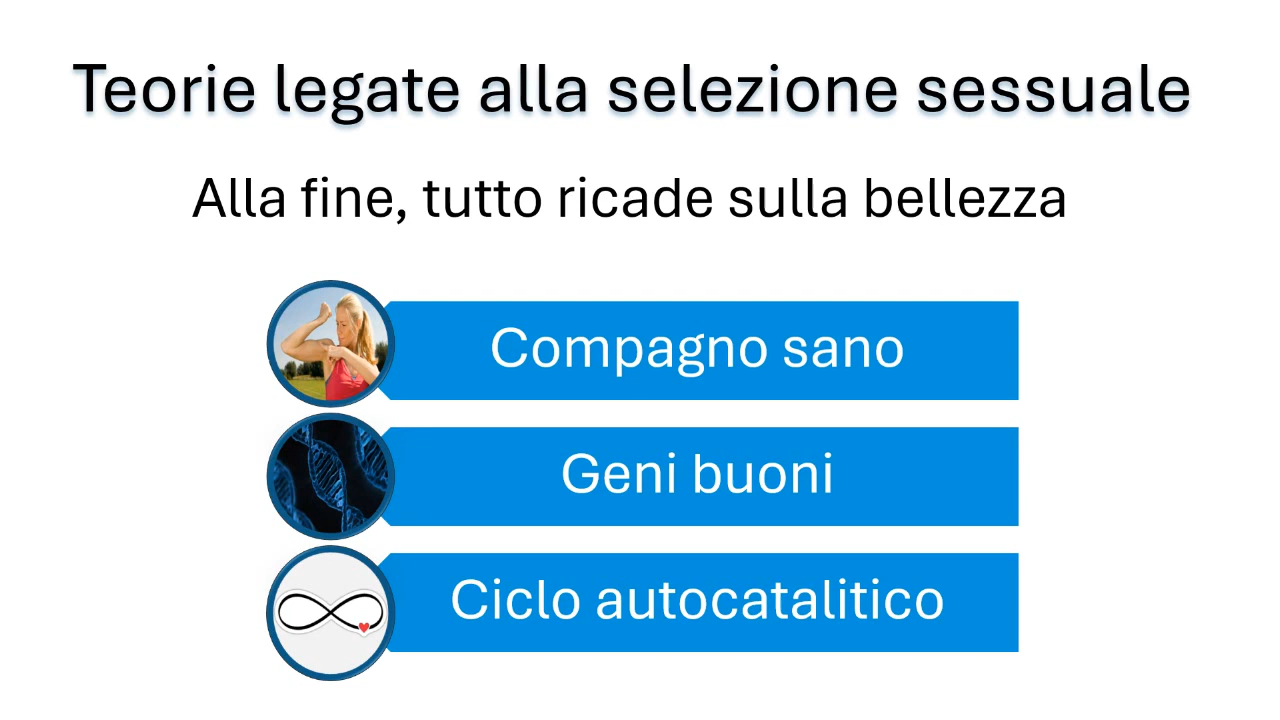 Teorie legate alla selezione sessuale
Alla fine, tutto ricade sulla bellezza
Compagno sano
Geni buoni
Ciclo autocatalitico